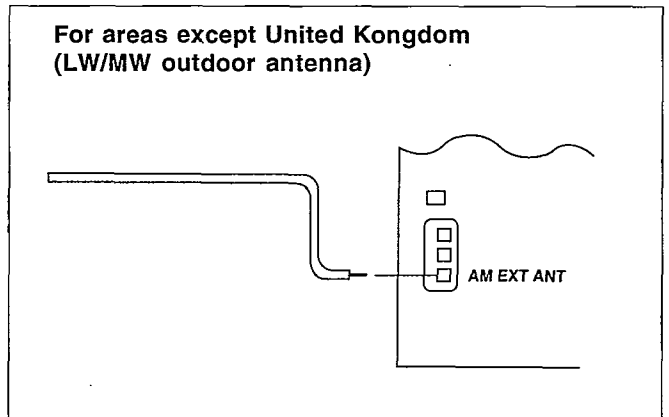 For areas except United Kongdom
(LW/MW outdoor antenna)
AM EXT ANT